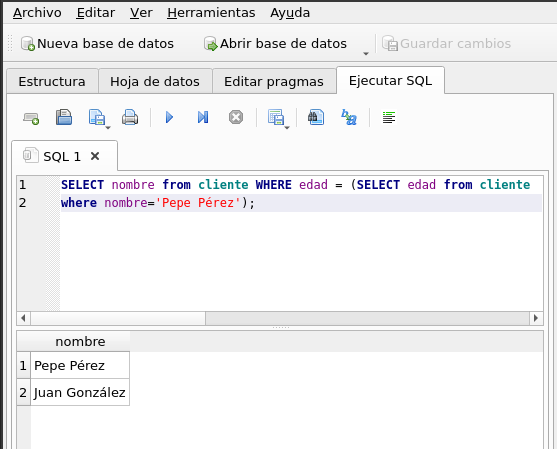 Archivo Editar Ver Herramientas Ayuda
Nueva base de datos Abrir base de datos Guardar cambios
Estructura Hoja de datos Editar pragmas Ejecutar SQL
SQL 1
1 SELECT nombre from cliente WHERE edad = (SELECT edad from cliente
2 where nombre='Pepe Pérez');
nombre
1 Pepe Pérez
2 Juan González